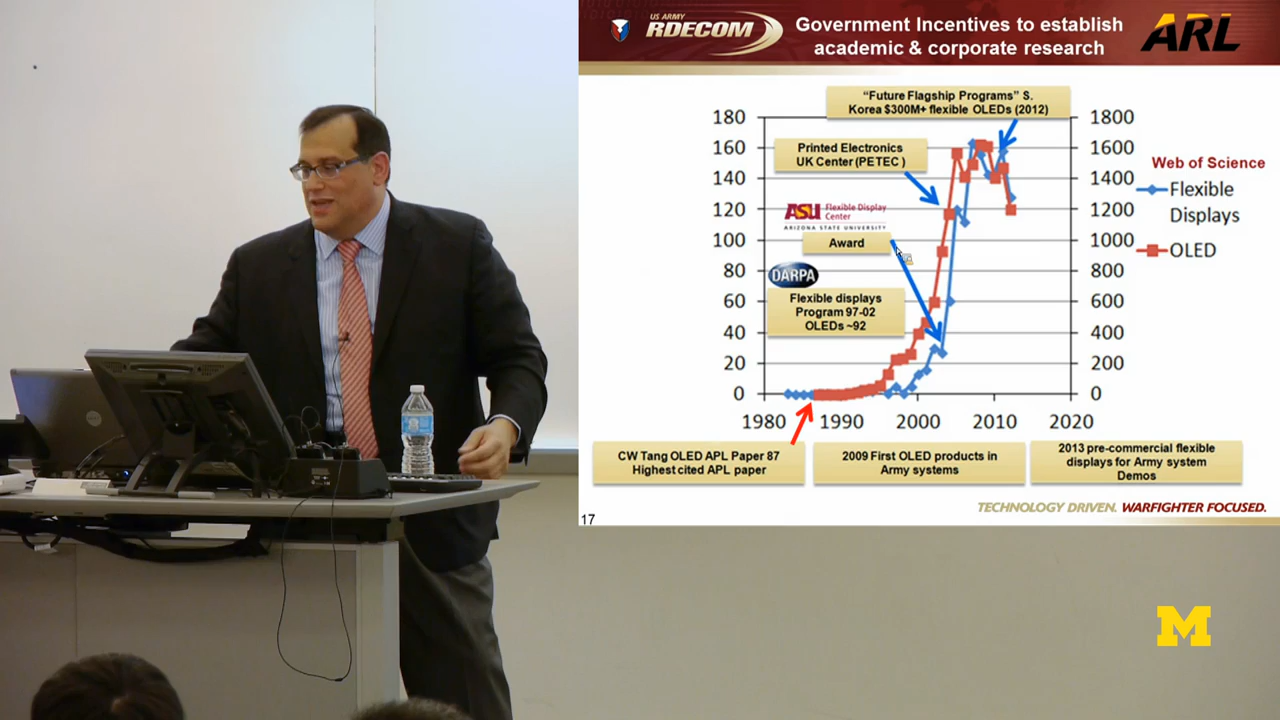 US ARMY
RDECOM
Government Incentives to establish
academic & corporate research
ARL
"Future Flagship Programs" S.
Korea $300M+ flexible OLEDs (2012)
Printed Electronics
UK Center (PETEC )
ASU Flexible Display
Center
ARIZONA STATE UNIVERSITY
Award
DARPA
Flexible displays
Program 97-02
OLEDs ~92
180
160
140
120
100
80
60
40
20
0
1800
1600
1400
1200
1000
800
600
400
200
0
1980
1990
2000
2010
2020
Web of Science
Flexible
Displays
OLED
CW Tang OLED APL Paper 87
Highest cited APL paper
2009 First OLED products in
Army systems
2013 pre-commercial flexible
displays for Army system
Demos
TECHNOLOGY DRIVEN. WARFIGHTER FOCUSED.
17
M